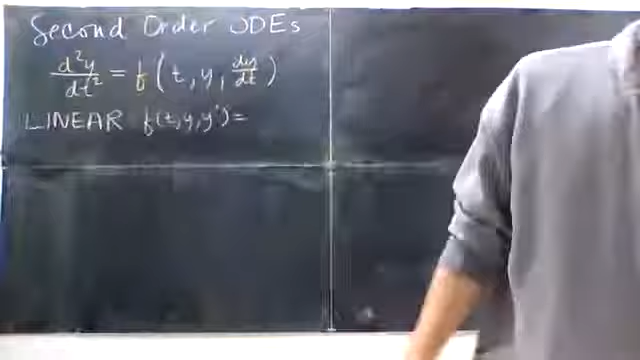 Second Order ODEs
d²y/dt² = f(t, y, dy/dt)
LINEAR f(t,y,y')=